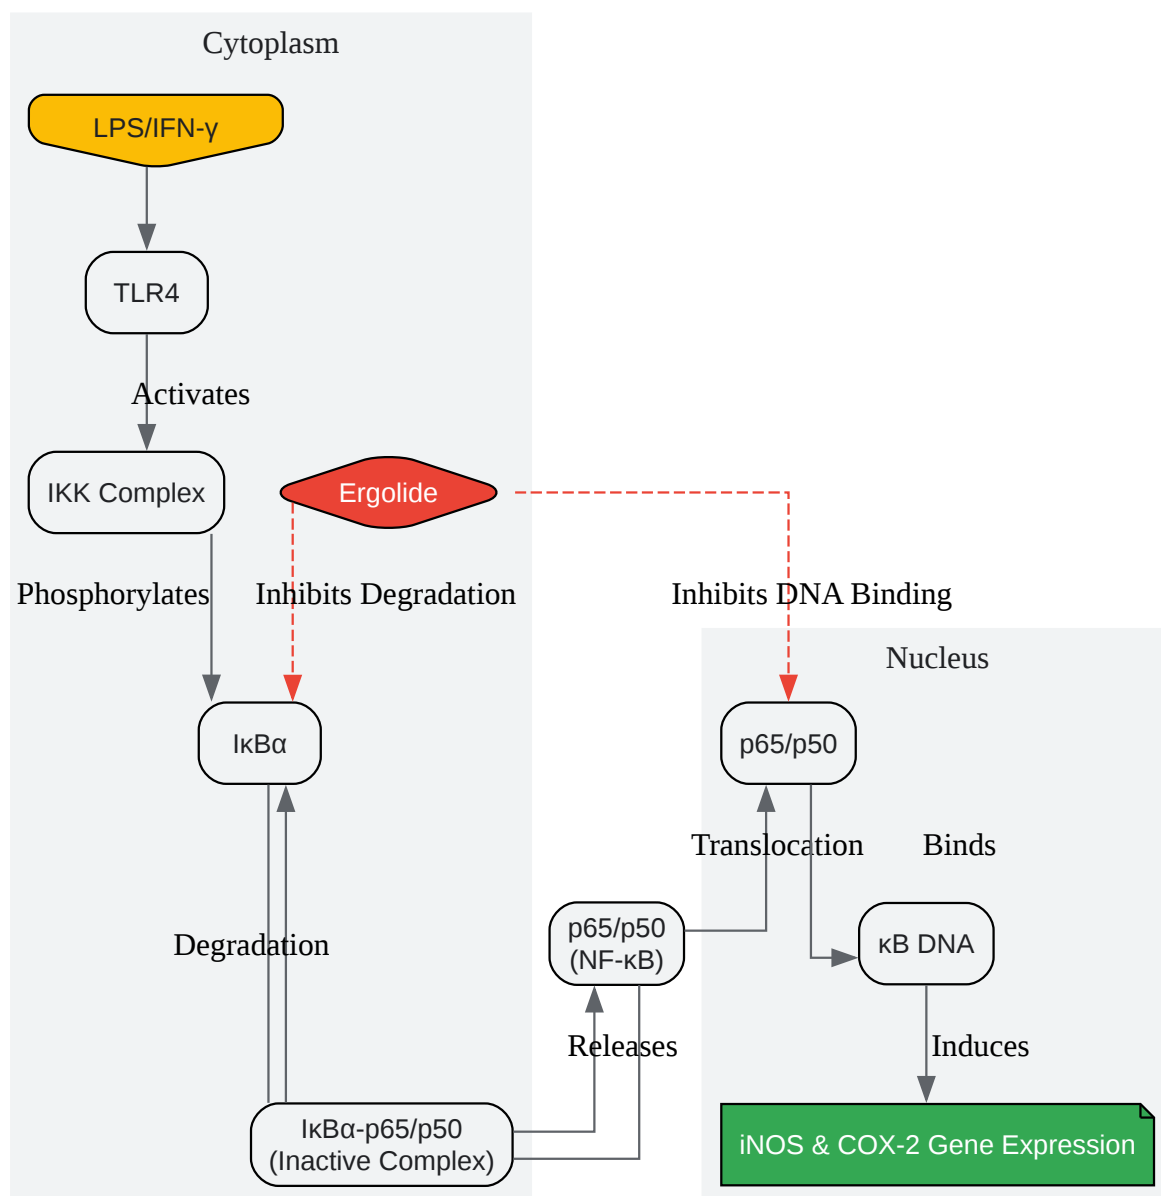 Cytoplasm
LPS/IFN-γ
TLR4
Activates
IKK Complex
Ergolide
Phosphorylates
Inhibits Degradation
Inhibits DNA Binding
Nucleus
IκBα
p65/p50
Translocation
Binds
Degradation
p65/p50
(NF-κB)
κB DNA
Releases
Induces
IκBα-p65/p50
(Inactive Complex)
iNOS & COX-2 Gene Expression